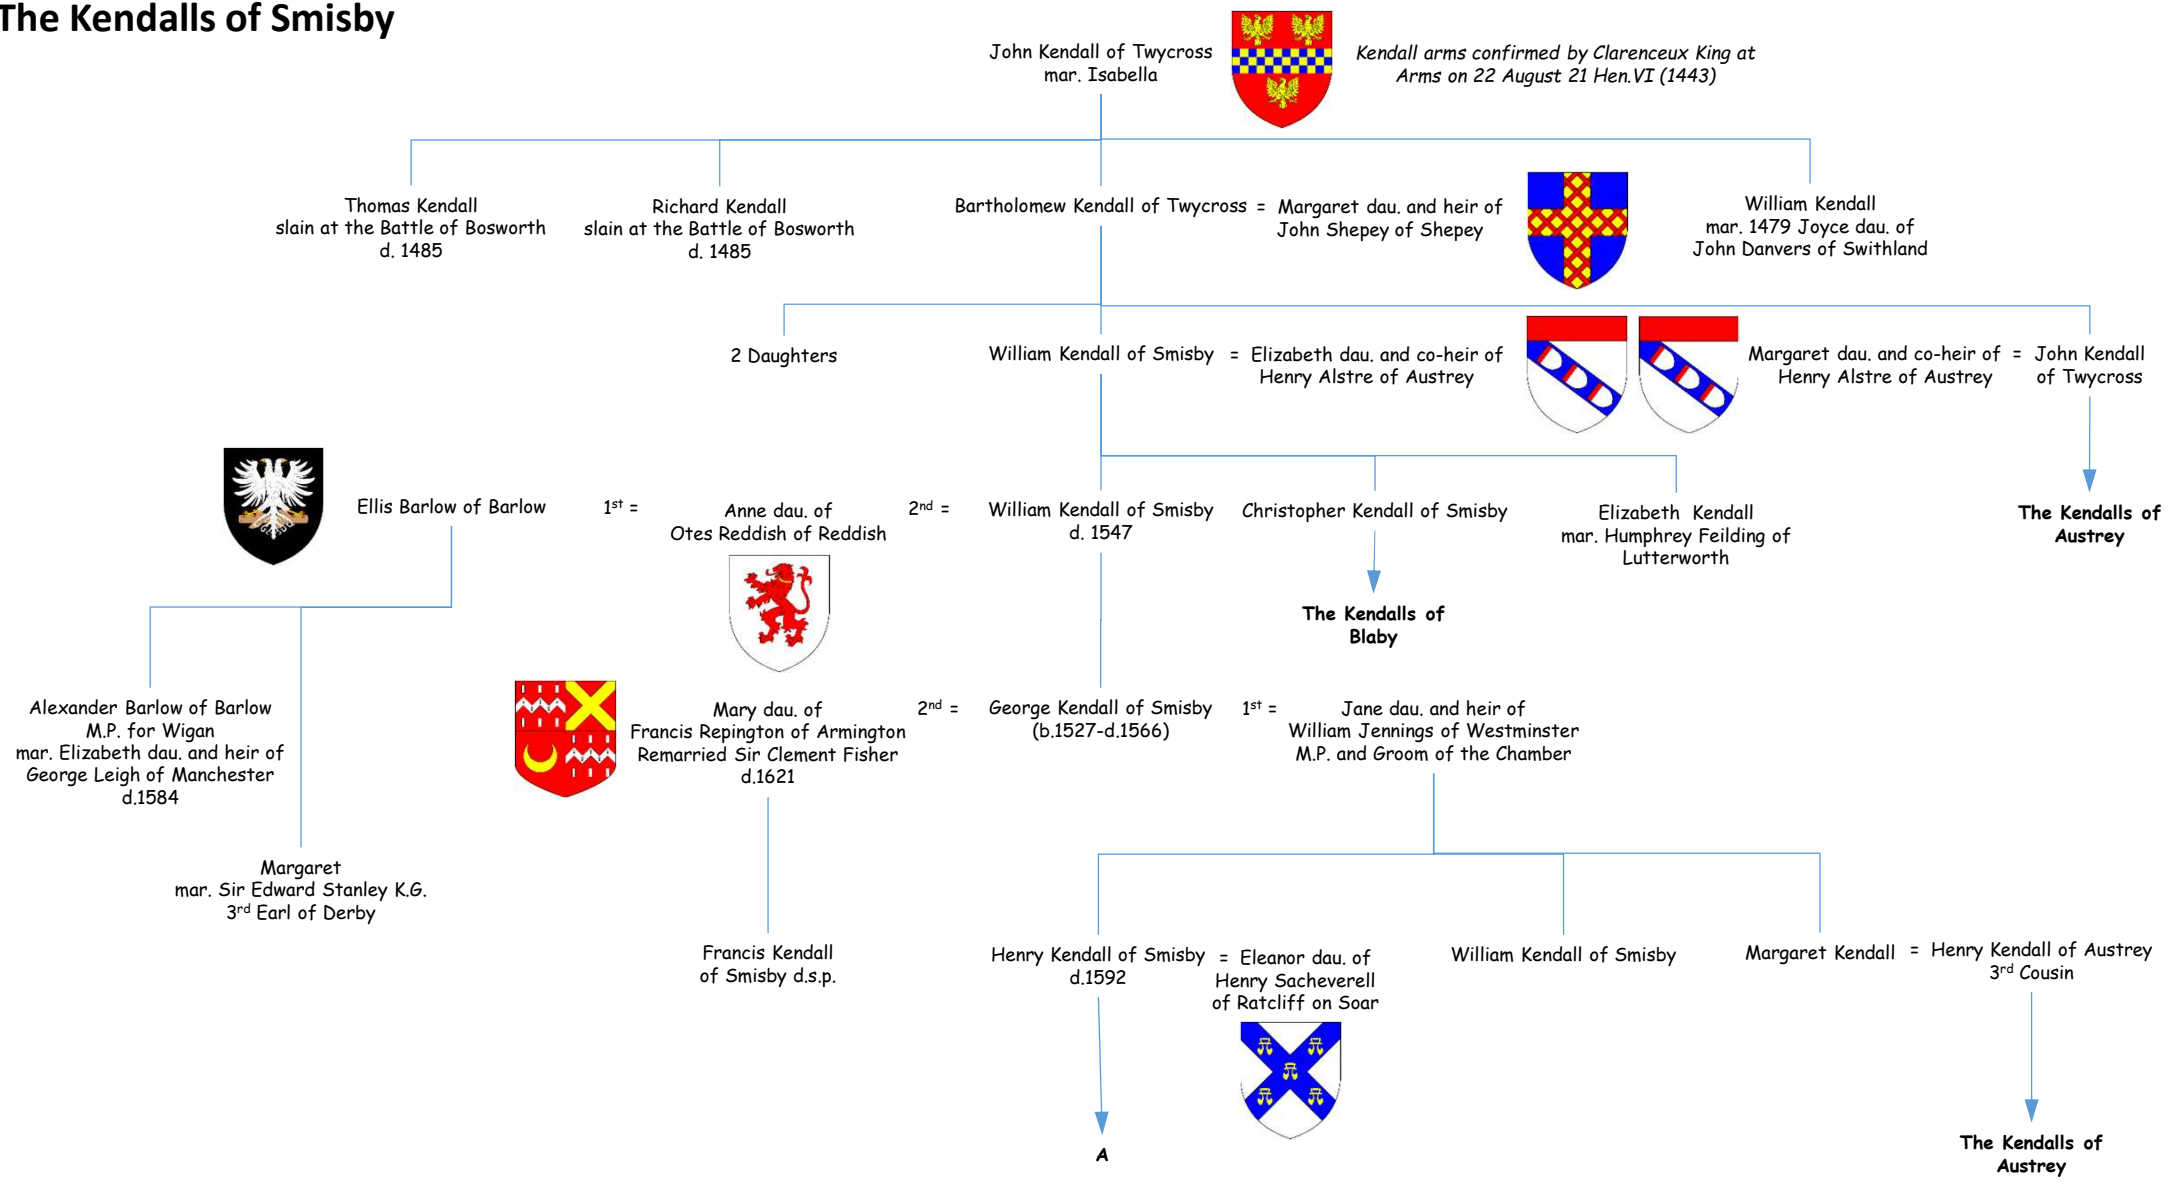 The Kendalls of Smisby
John Kendall of Twycross
mar. Isabella
Kendall arms confirmed by Clarenceux King at
Arms on 22 August 21 Hen.VI (1443)
Thomas Kendall
slain at the Battle of Bosworth
d. 1485
Richard Kendall
slain at the Battle of Bosworth
d. 1485
Bartholomew Kendall of Twycross = Margaret dau. and heir of
John Shepey of Shepey
William Kendall
mar. 1479 Joyce dau. of
John Danvers of Swithland
2 Daughters
William Kendall of Smisby = Elizabeth dau. and co-heir of
Henry Alstre of Austrey
Margaret dau. and co-heir of = John Kendall
Henry Alstre of Austrey of Twycross
Ellis Barlow of Barlow
1st =
Anne dau. of
Otes Reddish of Reddish
2nd =
William Kendall of Smisby
d. 1547
Christopher Kendall of Smisby
Elizabeth Kendall
mar. Humphrey Feilding of
Lutterworth
The Kendalls of
Austrey
The Kendalls of
Blaby
Alexander Barlow of Barlow
M.P. for Wigan
mar. Elizabeth dau. and heir of
George Leigh of Manchester
d.1584
Mary dau. of
Francis Repington of Armington
Remarried Sir Clement Fisher
d.1621
2nd =
George Kendall of Smisby
(b.1527-d.1566)
1st =
Jane dau. and heir of
William Jennings of Westminster
M.P. and Groom of the Chamber
Margaret
mar. Sir Edward Stanley K.G.
3rd Earl of Derby
Francis Kendall
of Smisby d.s.p.
Henry Kendall of Smisby
d.1592
= Eleanor dau. of
Henry Sacheverell
of Ratcliff on Soar
William Kendall of Smisby
Margaret Kendall = Henry Kendall of Austrey
3rd Cousin
A
The Kendalls of
Austrey